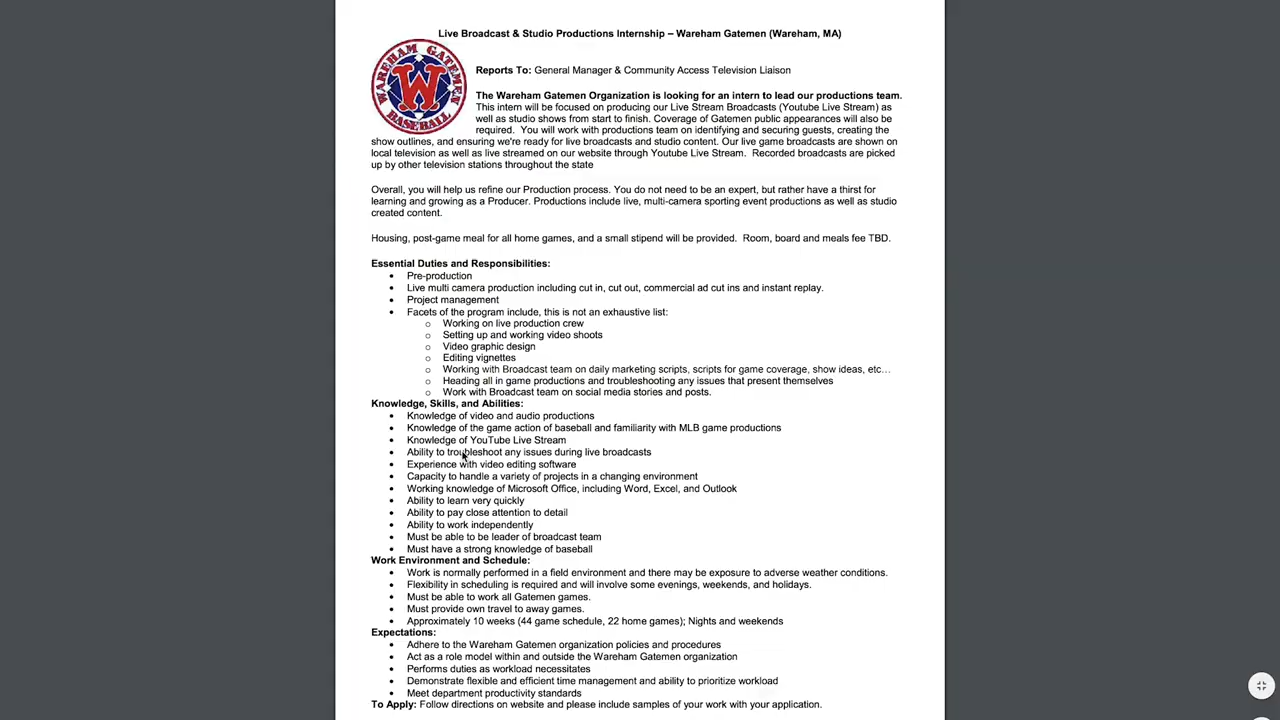 Live Broadcast & Studio Productions Internship – Wareham Gatemen (Wareham, MA)
WAREHAM GATEMEN
W
BASEBALL
Reports To: General Manager & Community Access Television Liaison
The Wareham Gatemen Organization is looking for an intern to lead our productions team.
This intern will be focused on producing our Live Stream Broadcasts (Youtube Live Stream) as
well as studio shows from start to finish. Coverage of Gatemen public appearances will also be
required.  You will work with productions team on identifying and securing guests, creating the
show outlines, and ensuring we're ready for live broadcasts and studio content. Our live game broadcasts are shown on
local television as well as live streamed on our website through Youtube Live Stream.  Recorded broadcasts are picked
up by other television stations throughout the state
Overall, you will help us refine our Production process. You do not need to be an expert, but rather have a thirst for
learning and growing as a Producer. Productions include live, multi-camera sporting event productions as well as studio
created content.
Housing, post-game meal for all home games, and a small stipend will be provided.  Room, board and meals fee TBD.
Essential Duties and Responsibilities:
• Pre-production
• Live multi camera production including cut in, cut out, commercial ad cut ins and instant replay.
• Project management
• Facets of the program include, this is not an exhaustive list:
o Working on live production crew
o Setting up and working video shoots
o Video graphic design
o Editing vignettes
o Working with Broadcast team on daily marketing scripts, scripts for game coverage, show ideas, etc…
o Heading all in game productions and troubleshooting any issues that present themselves
o Work with Broadcast team on social media stories and posts.
Knowledge, Skills, and Abilities:
• Knowledge of video and audio productions
• Knowledge of the game action of baseball and familiarity with MLB game productions
• Knowledge of YouTube Live Stream
• Ability to troubleshoot any issues during live broadcasts
• Experience with video editing software
• Capacity to handle a variety of projects in a changing environment
• Working knowledge of Microsoft Office, including Word, Excel, and Outlook
• Ability to learn very quickly
• Ability to pay close attention to detail
• Ability to work independently
• Must be able to be leader of broadcast team
• Must have a strong knowledge of baseball
Work Environment and Schedule:
• Work is normally performed in a field environment and there may be exposure to adverse weather conditions.
• Flexibility in scheduling is required and will involve some evenings, weekends, and holidays.
• Must be able to work all Gatemen games.
• Must provide own travel to away games.
• Approximately 10 weeks (44 game schedule, 22 home games); Nights and weekends
Expectations:
• Adhere to the Wareham Gatemen organization policies and procedures
• Act as a role model within and outside the Wareham Gatemen organization
• Performs duties as workload necessitates
• Demonstrate flexible and efficient time management and ability to prioritize workload
• Meet department productivity standards
To Apply: Follow directions on website and please include samples of your work with your application.